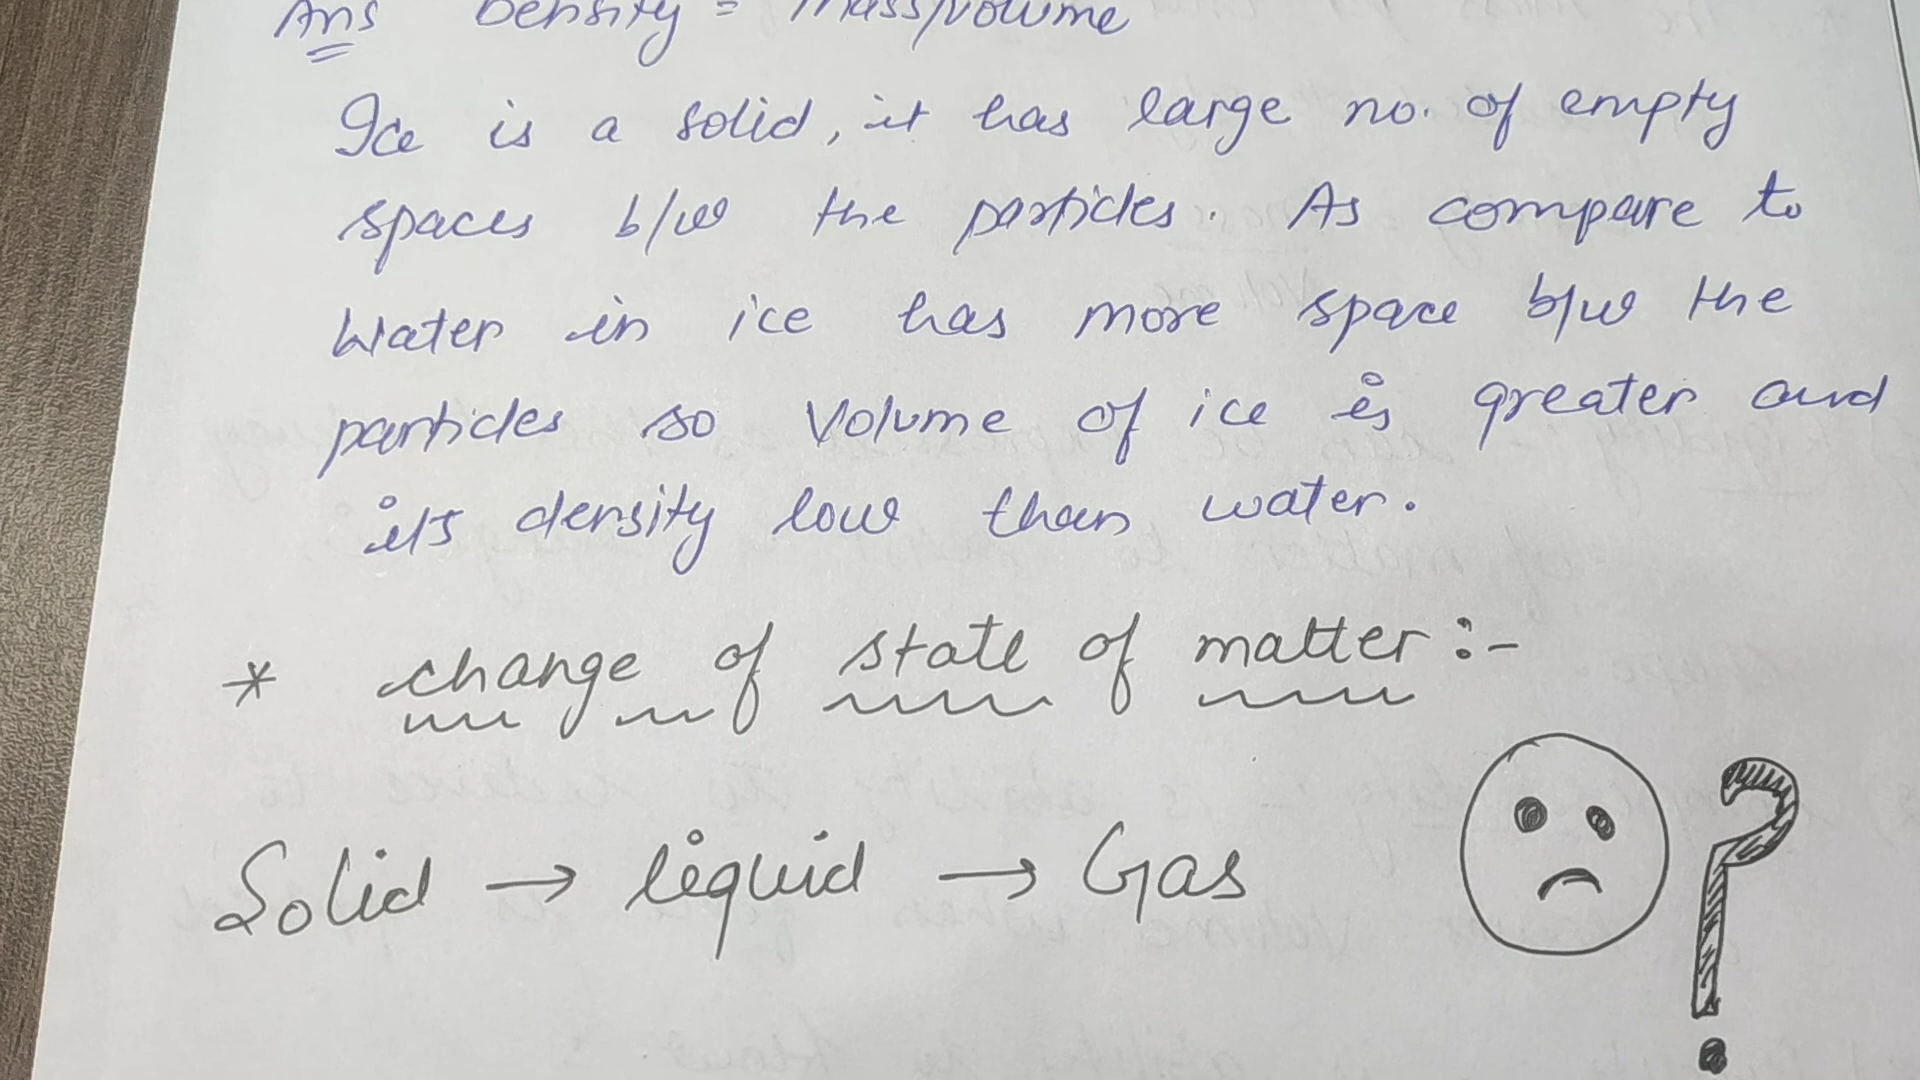 Ans Density = Mass/Volume
Ice is a solid, it has large no. of empty
spaces b/w the particles. As compare to
Water in ice has more space b/w the
particles so Volume of ice is greater and
it's density low than water.
* change of state of matter :-
Solid → liquid → Gas ?